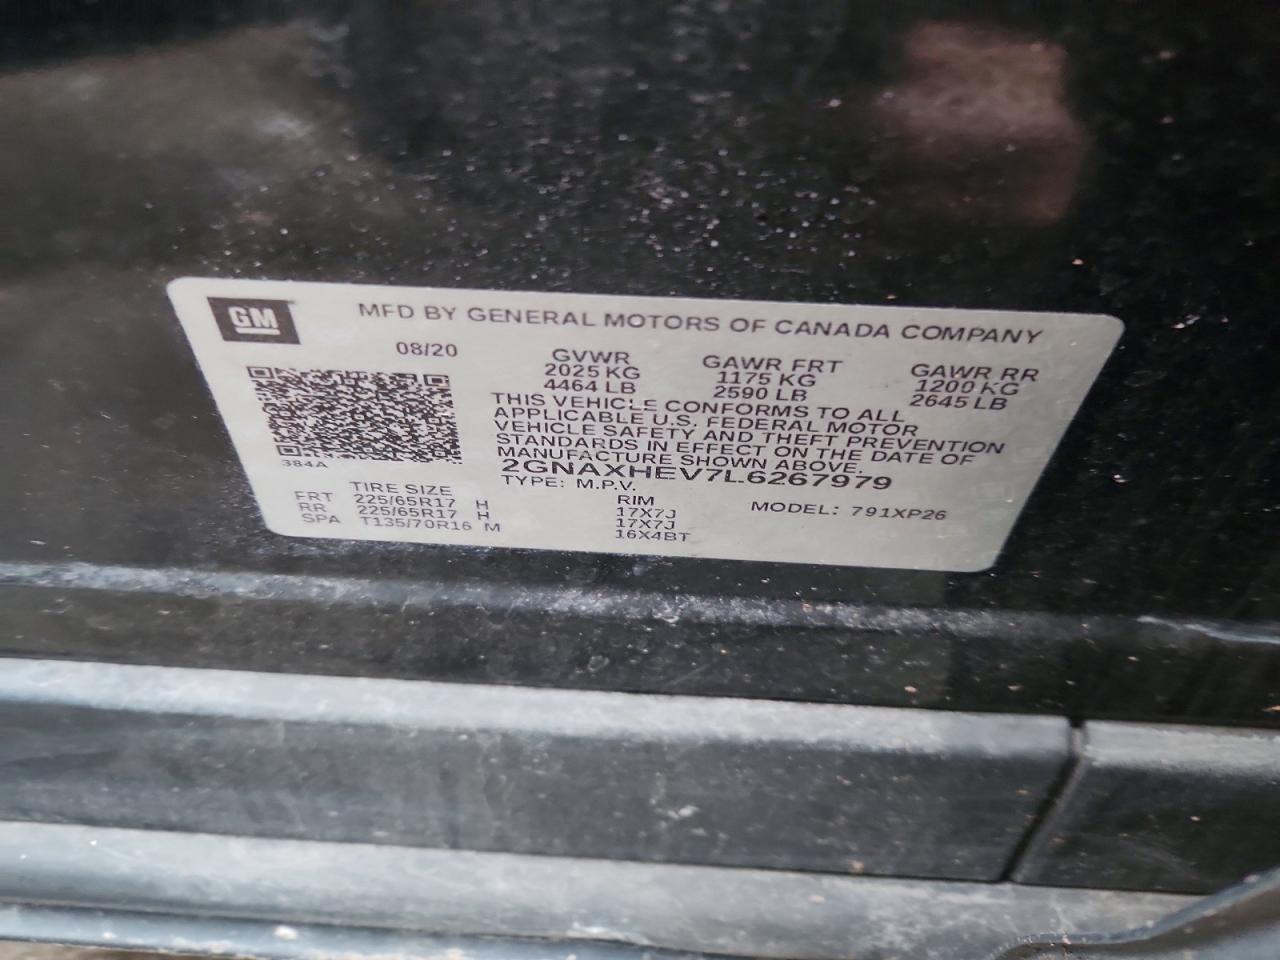 GM
MFD BY GENERAL MOTORS OF CANADA COMPANY
08/20
GVWR
2025 KG
4464 LB
GAWR FRT
1175 KG
2590 LB
GAWR RR
1200 KG
2645 LB
THIS VEHICLE CONFORMS TO ALL
APPLICABLE U.S. FEDERAL MOTOR
VEHICLE SAFETY AND THEFT PREVENTION
STANDARDS IN EFFECT ON THE DATE OF
MANUFACTURE SHOWN ABOVE.
2GNAXHEV7L6267979
TYPE: M.P.V.
MODEL: 791XP26
384A
TIRE SIZE RIM
FRT 225/65R17 H 17X7J
RR 225/65R17 H 17X7J
SPA T135/70R16 M 16X4BT